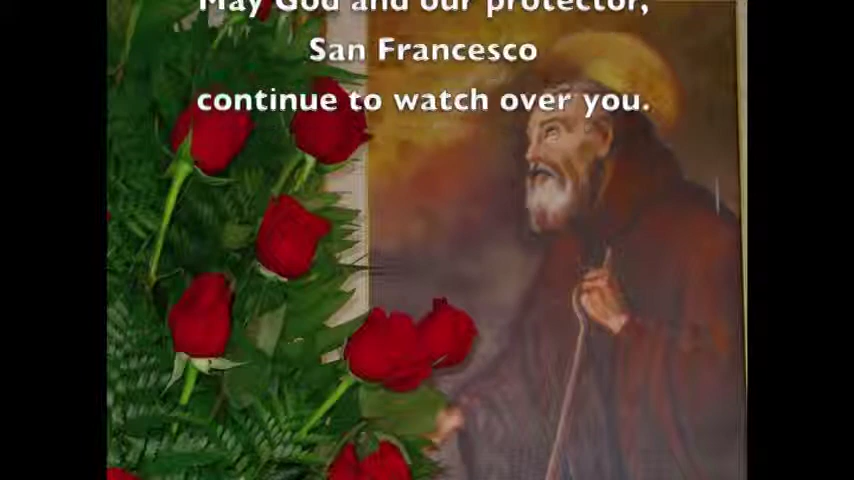 May God and our protector,
San Francesco
continue to watch over you.